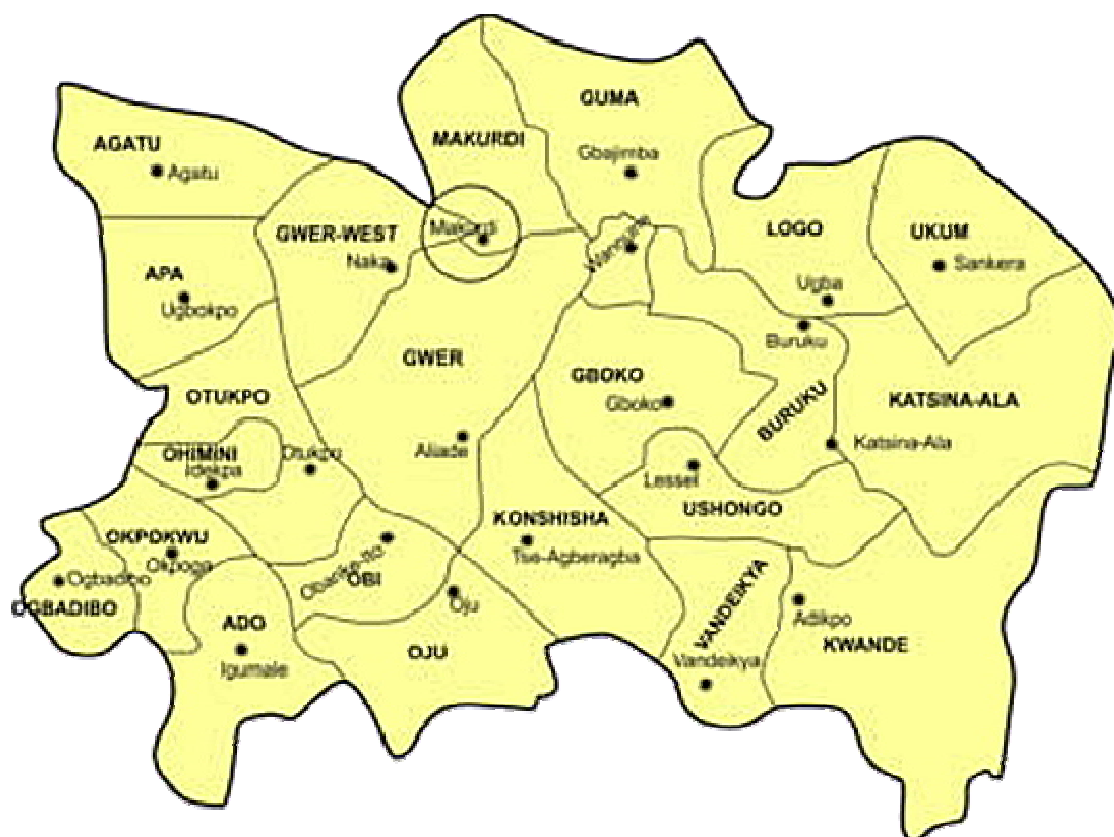 GUMA
MAKURDI
AGATU
Gbajimba
Agatu
LOGO
UKUM
GWER-WEST
Makurdi
Naka
Sankera
APA
Ugbokpo
Ugba
Buruku
GWER
GBOKO
OTUKPO
Gboko
BURUKU
KATSINA-ALA
Aliade
Katsina-Ala
OHIMINI
Idekpa
Otukpo
Lessel
USHONGO
KONSHISHA
OKPOKWU
Okpoga
Tse-Agberagba
OBI
Ogbadibo
OGBADIBO
Oju
Adikpo
ADO
VANDEIKYA
OJU
KWANDE
Igumale
Vandeikya